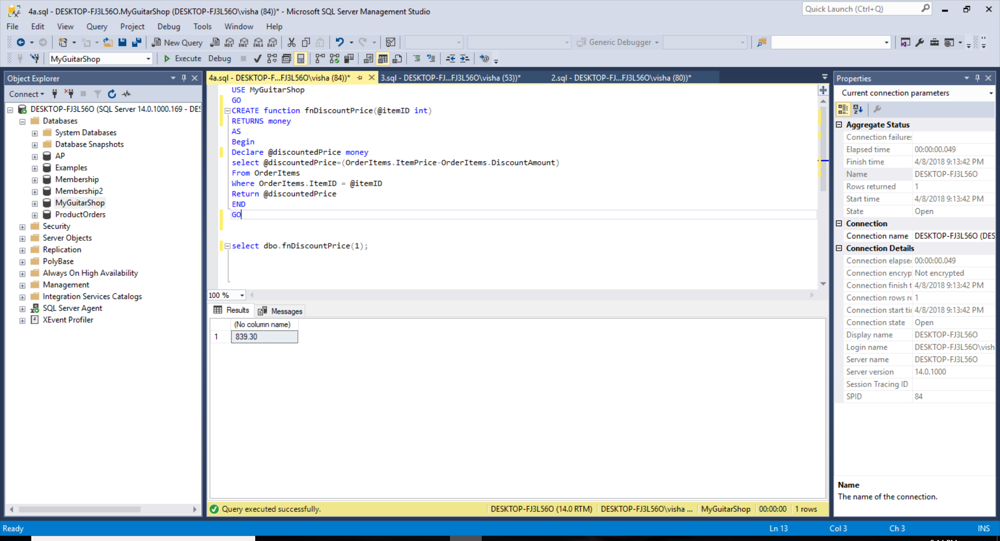 4a.sql - DESKTOP-FJ3L56O.MyGuitarShop (DESKTOP-FJ3L56O\visha (84))* - Microsoft SQL Server Management Studio
Quick Launch (Ctrl+Q)
File Edit View Query Project Debug Tools Window Help
New Query MDX DMX XMLA DAX Generic Debugger
MyGuitarShop Execute Debug
Object Explorer
Connect
DESKTOP-FJ3L56O (SQL Server 14.0.1000.169 - DES
Databases
System Databases
Database Snapshots
AP
Examples
Membership
Membership2
MyGuitarShop
ProductOrders
Security
Server Objects
Replication
PolyBase
Always On High Availability
Management
Integration Services Catalogs
SQL Server Agent
XEvent Profiler
4a.sql - DESKTOP-F...FJ3L56O\visha (84))* 3.sql - DESKTOP-FJ...FJ3L56O\visha (53))* 2.sql - DESKTOP-FJ...FJ3L56O\visha (80))*
USE MyGuitarShop
GO
CREATE function fnDiscountPrice(@itemID int)
RETURNS money
AS
Begin
Declare @discountedPrice money
select @discountedPrice=(OrderItems.ItemPrice-OrderItems.DiscountAmount)
From OrderItems
Where OrderItems.ItemID = @itemID
Return @discountedPrice
END
GO
select dbo.fnDiscountPrice(1);
100 %
Results Messages
(No column name)
1 839.30
Query executed successfully. DESKTOP-FJ3L56O (14.0 RTM) DESKTOP-FJ3L56O\visha ... MyGuitarShop 00:00:00 1 rows
Properties
Current connection parameters
Aggregate Status
Connection failures
Elapsed time 00:00:00.049
Finish time 4/8/2018 9:13:42 PM
Name DESKTOP-FJ3L56O
Rows returned 1
Start time 4/8/2018 9:13:42 PM
State Open
Connection
Connection name DESKTOP-FJ3L56O (DES
Connection Details
Connection elapse 00:00:00.049
Connection encryp Not encrypted
Connection finish t 4/8/2018 9:13:42 PM
Connection rows re 1
Connection start ti 4/8/2018 9:13:42 PM
Connection state Open
Display name DESKTOP-FJ3L56O
Login name DESKTOP-FJ3L56O\vish
Server name DESKTOP-FJ3L56O
Server version 14.0.1000
Session Tracing ID
SPID 84
Name
The name of the connection.
Ready Ln 13 Col 3 Ch 3 INS